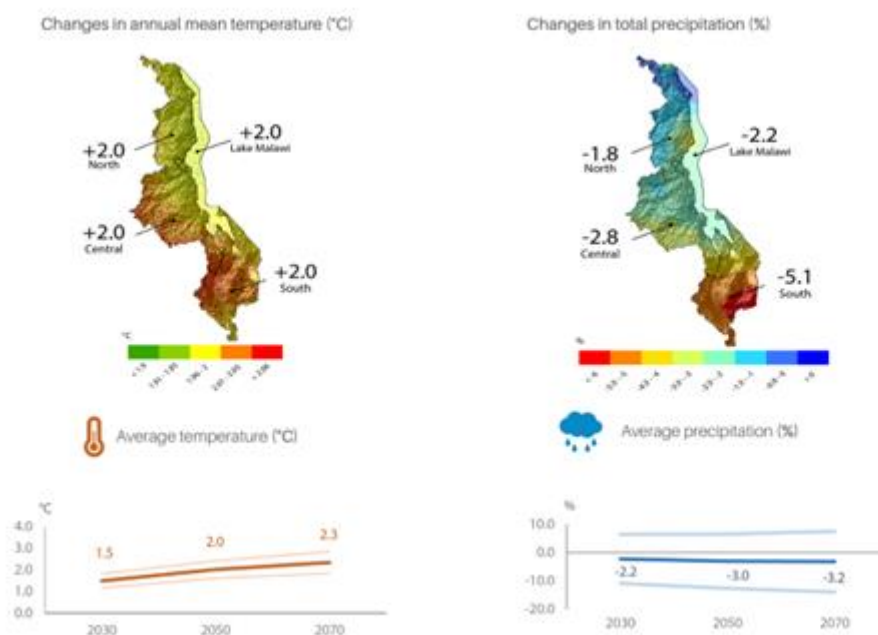 Changes in annual mean temperature (°C)
Changes in total precipitation (%)
+2.0
North
+2.0
Lake Malawi
+2.0
Central
+2.0
South
-1.8
North
-2.2
Lake Malawi
-2.8
Central
-5.1
South
°C
%
Average temperature (°C)
Average precipitation (%)
°C
4.0
3.0
2.0
1.0
0.0
1.5
2.0
2.3
2030
2050
2070
%
10.0
0.0
-10.0
-20.0
-2.2
-3.0
-3.2
2030
2050
2070